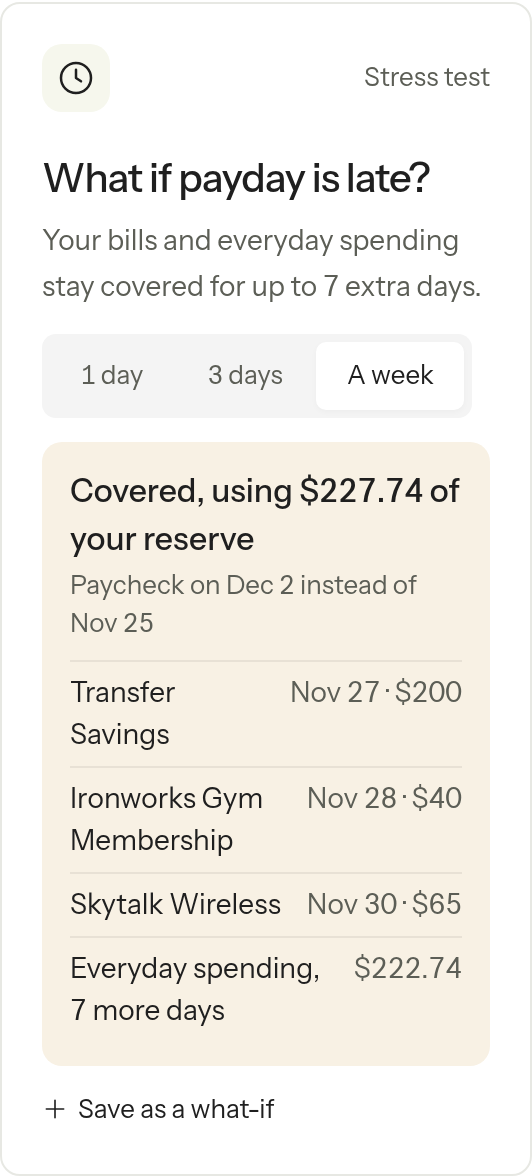 Stress test
What if payday is late?
Your bills and everyday spending
stay covered for up to 7 extra days.
1 day 3 days A week
Covered, using $227.74 of
your reserve
Paycheck on Dec 2 instead of
Nov 25
Transfer Nov 27 · $200
Savings
Ironworks Gym Nov 28 · $40
Membership
Skytalk Wireless Nov 30 · $65
Everyday spending, $222.74
7 more days
+ Save as a what-if